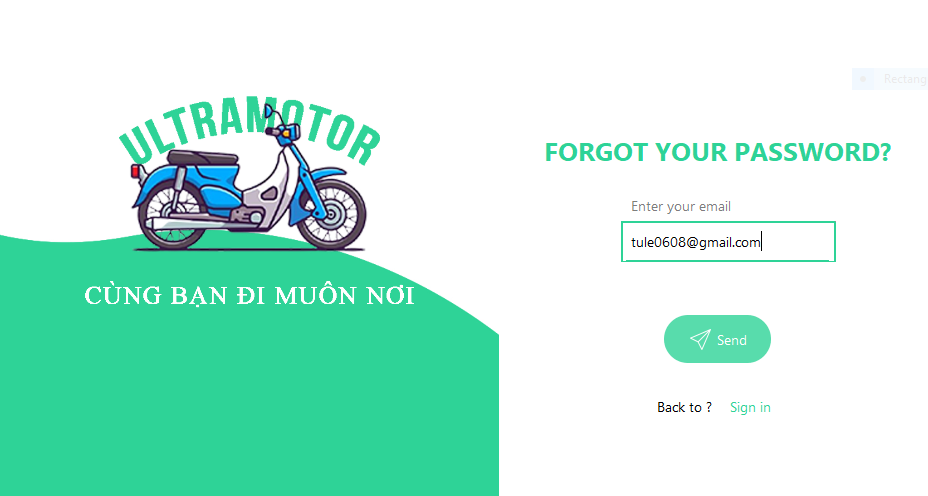 ULTRAMOTOR
CÙNG BẠN ĐI MUÔN NƠI
Rectang
FORGOT YOUR PASSWORD?
Enter your email
tule0608@gmail.com
Send
Back to ? Sign in